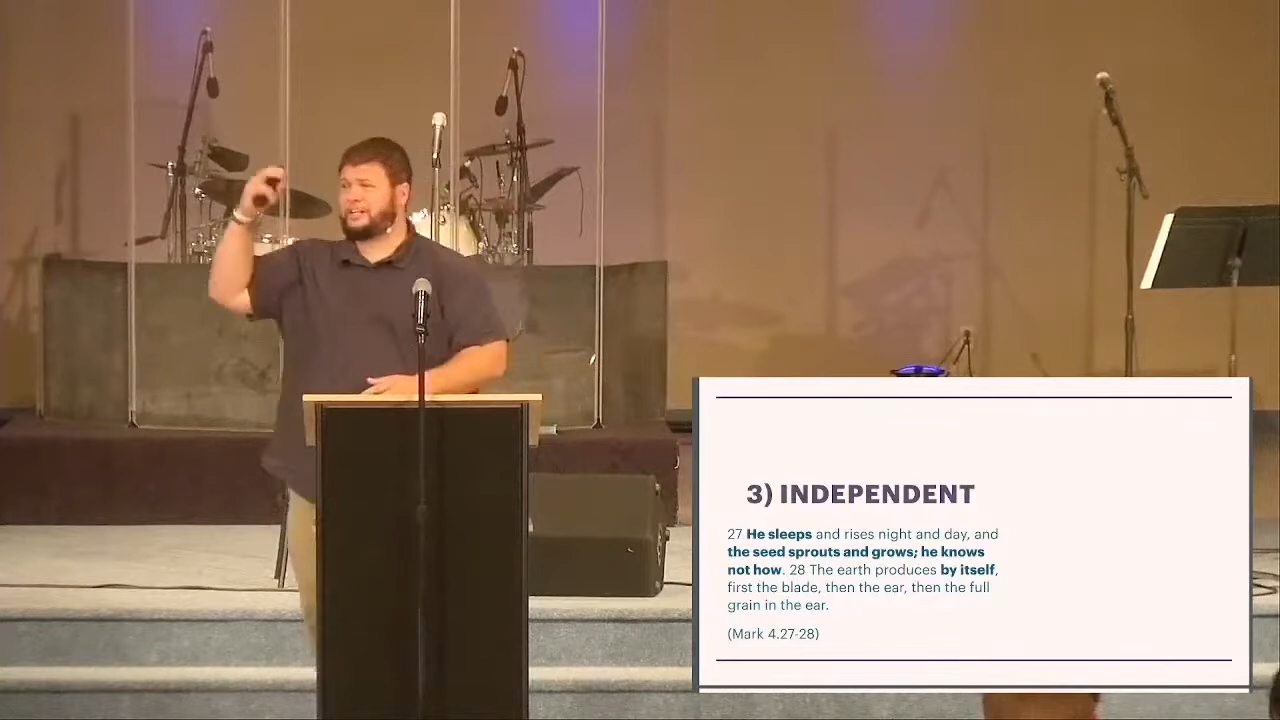 3) INDEPENDENT
27 He sleeps and rises night and day, and
the seed sprouts and grows; he knows
not how. 28 The earth produces by itself,
first the blade, then the ear, then the full
grain in the ear.
(Mark 4.27-28)